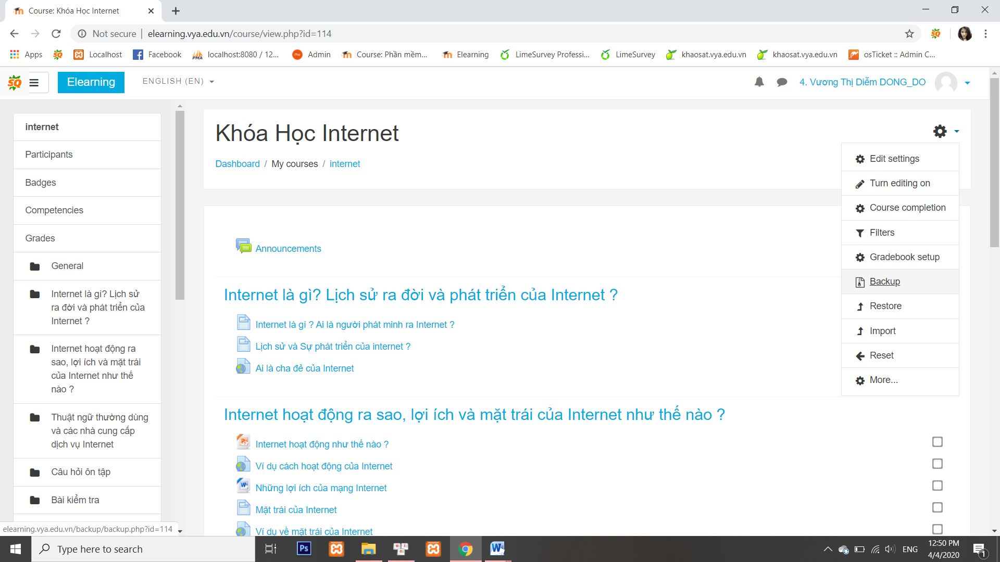 Course: Khóa Học Internet
Not secure | elearning.vya.edu.vn/course/view.php?id=114
Apps
Localhost
Facebook
localhost:8080 / 12...
Admin
Course: Phần mềm...
Elearning
LimeSurvey Professi...
LimeSurvey
khaosat.vya.edu.vn
khaosat.vya.edu.vn
osTicket :: Admin C...
SQ
Elearning
ENGLISH (EN)
4. Vương Thị Diễm DONG_DO
internet
Participants
Badges
Competencies
Grades
General
Internet là gì? Lịch sử
ra đời và phát triển của
Internet ?
Internet hoạt động ra
sao, lợi ích và mặt trái
của Internet như thế
nào ?
Thuật ngữ thường dùng
và các nhà cung cấp
dịch vụ Internet
Câu hỏi ôn tập
Bài kiểm tra
Khóa Học Internet
Dashboard / My courses / internet
Edit settings
Turn editing on
Course completion
Filters
Gradebook setup
Backup
Restore
Import
Reset
More...
Announcements
Internet là gì? Lịch sử ra đời và phát triển của Internet ?
Internet là gì ? Ai là người phát minh ra Internet ?
Lịch sử và Sự phát triển của internet ?
Ai là cha đẻ của Internet
Internet hoạt động ra sao, lợi ích và mặt trái của Internet như thế nào ?
Internet hoạt động như thế nào ?
Ví dụ cách hoạt động của Internet
Những lợi ích của mạng Internet
Mặt trái của Internet
Ví dụ về mặt trái của Internet
elearning.vya.edu.vn/backup/backup.php?id=114
Type here to search
Ps
ENG
12:50 PM
4/4/2020
1